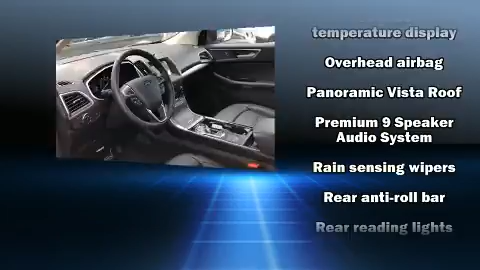 temperature display
Overhead airbag
Panoramic Vista Roof
Premium 9 Speaker
Audio System
Rain sensing wipers
Rear anti-roll bar
Rear reading lights